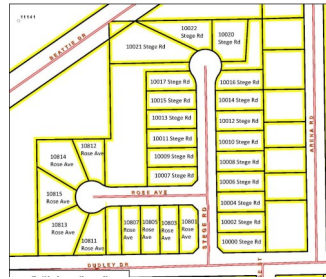 11141
BEATTIE DR
10022
Stege Rd
10020
Stege Rd
10021 Stege Rd
10017 Stege Rd
10016 Stege Rd
10015 Stege Rd
10014 Stege Rd
10013 Stege Rd
10012 Stege Rd
10011 Stege Rd
10010 Stege Rd
10009 Stege Rd
10008 Stege Rd
10007 Stege Rd
10006 Stege Rd
10004 Stege Rd
10002 Stege Rd
10000 Stege Rd
ARENA RD
10812
Rose Ave
10814
Rose Ave
10815
Rose Ave
10813
Rose Ave
10811
Rose Ave
ROSE AVE
10807
Rose
Ave
10805
Rose
Ave
10803
Rose
Ave
10801
Rose
Ave
STEGE RD
DUDLEY DR